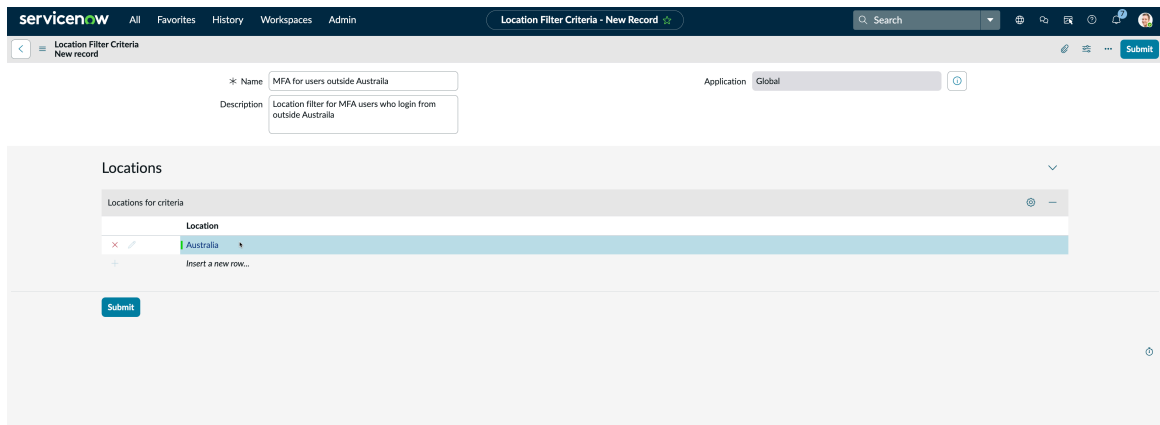 servicenow All Favorites History Workspaces Admin Location Filter Criteria - New Record Search 7
Location Filter Criteria
New record
Submit
Name MFA for users outside Austraila Application Global
Description Location filter for MFA users who login from
outside Austraila
Locations
Locations for criteria
Location
Australia
Insert a new row...
Submit